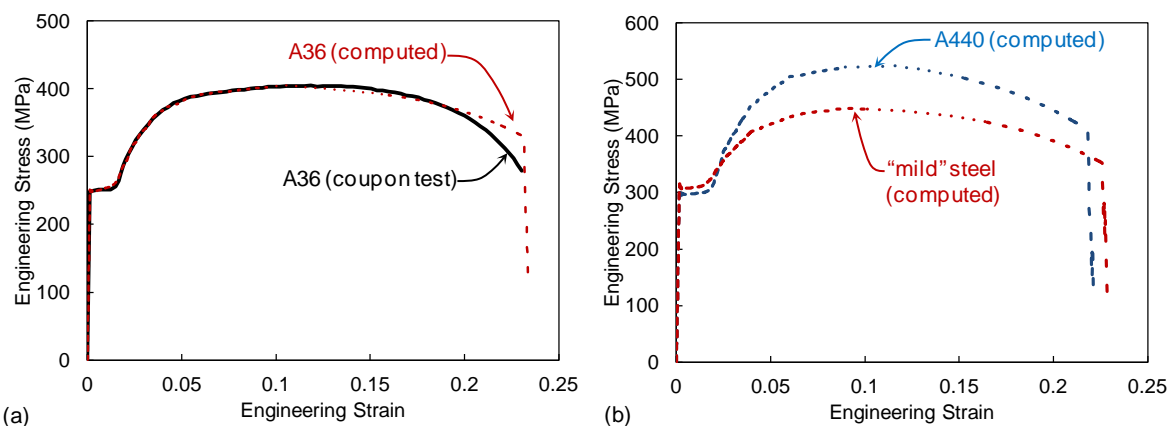 500
400
300
200
100
0
Engineering Stress (MPa)
A36 (computed)
A36 (coupon test)
0
0.05
0.1
0.15
0.2
0.25
Engineering Strain
(a)
600
500
400
300
200
100
0
Engineering Stress (MPa)
A440 (computed)
“mild” steel
(computed)
0
0.05
0.1
0.15
0.2
0.25
Engineering Strain
(b)